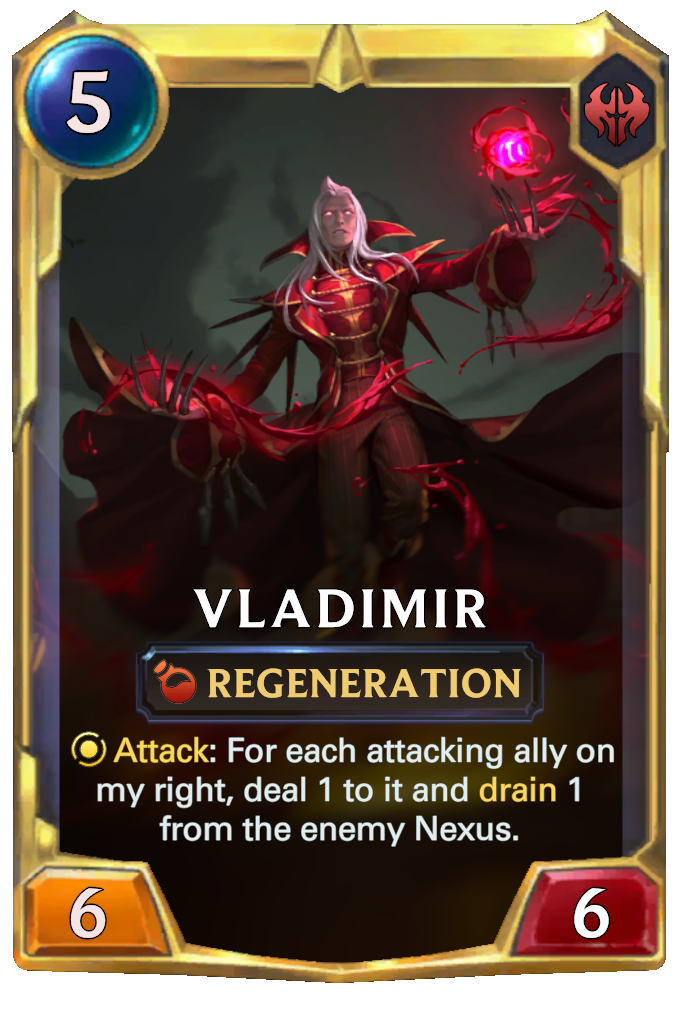 5
VLADIMIR
REGENERATION
Attack: For each attacking ally on
my right, deal 1 to it and drain 1
from the enemy Nexus.
6
6